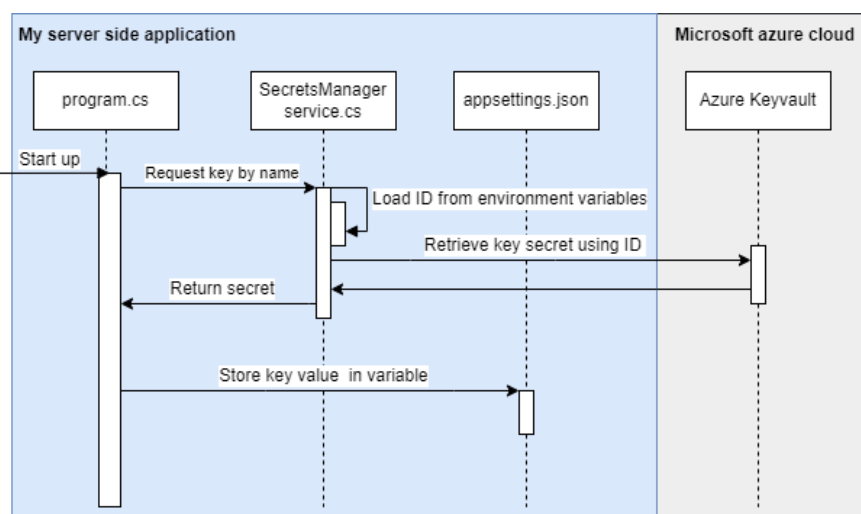 My server side application
Microsoft azure cloud
program.cs
SecretsManager
service.cs
appsettings.json
Azure Keyvault
Start up
Request key by name
Load ID from environment variables
Retrieve key secret using ID
Return secret
Store key value  in variable